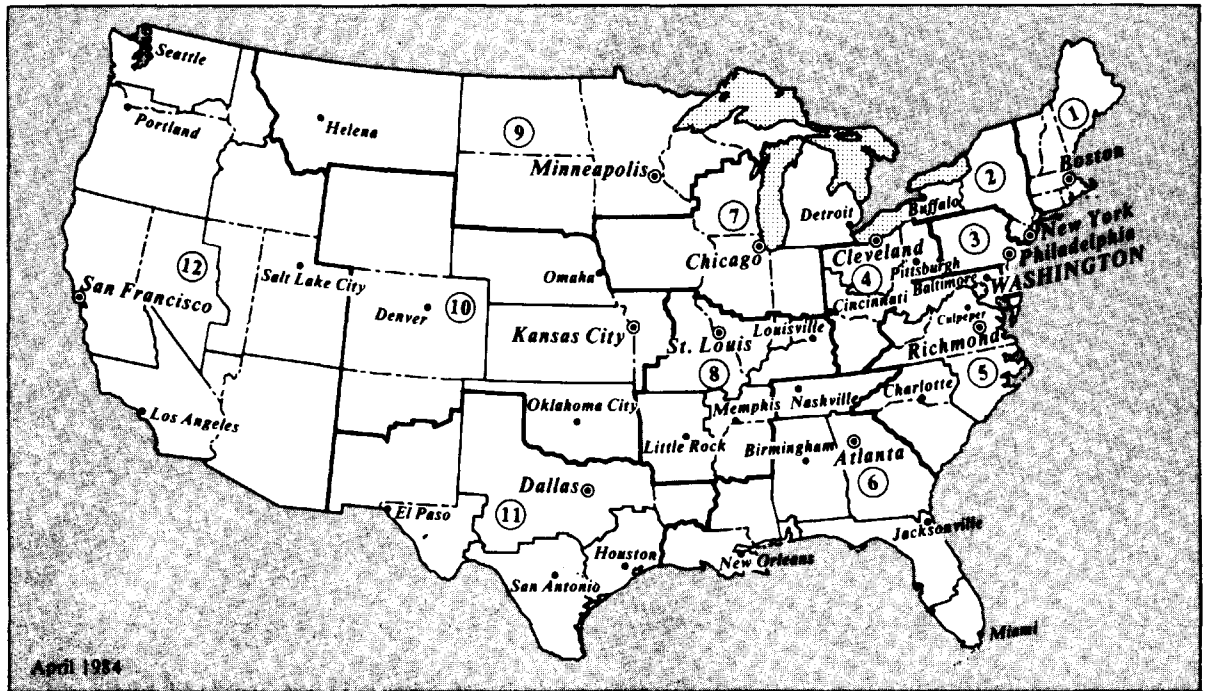 Seattle
Portland
Helena
9
Minneapolis
1
Boston
2
Buffalo
7
Detroit
Chicago
Cleveland
4
3
Pittsburgh
New York
Philadelphia
WASHINGTON
Baltimore
Cincinnati
Culpeper
Richmond
5
12
San Francisco
Salt Lake City
Omaha
Denver
10
Kansas City
St. Louis
Louisville
8
Charlotte
Los Angeles
Oklahoma City
Memphis
Nashville
Little Rock
Birmingham
Atlanta
6
Dallas
11
El Paso
Houston
San Antonio
New Orleans
Jacksonville
Miami
April 1984